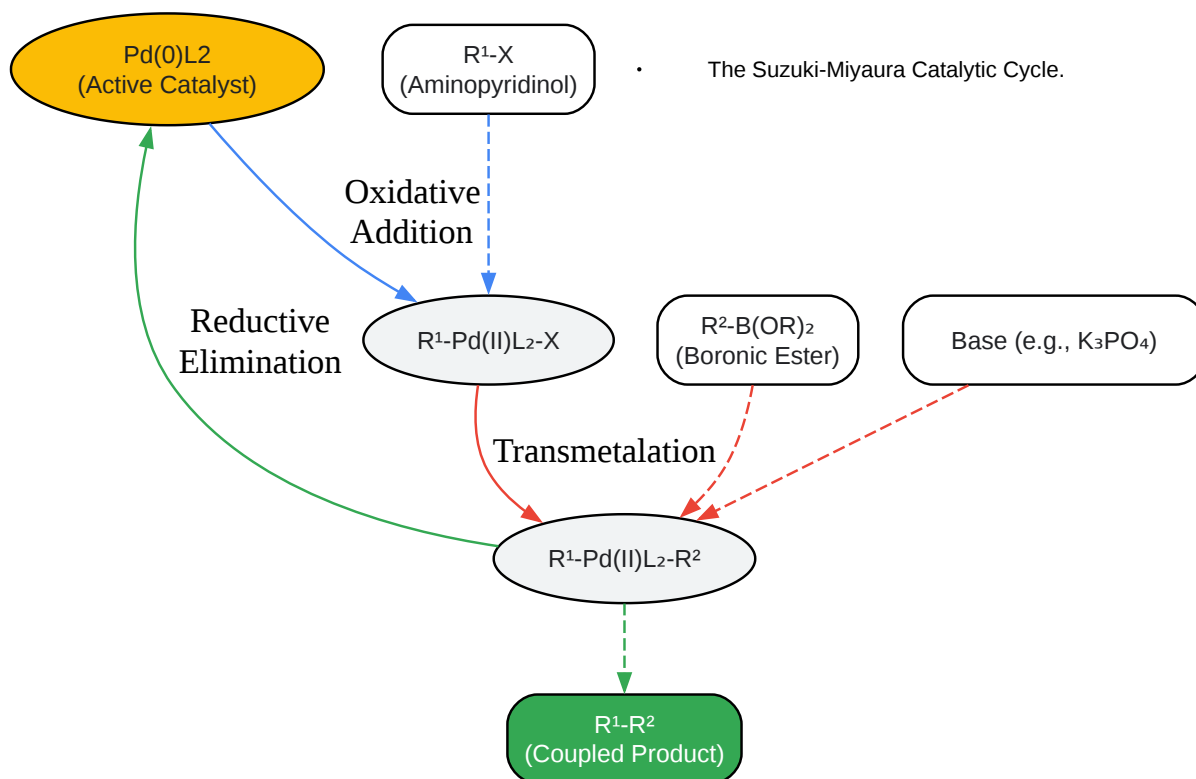 Pd(0)L2
(Active Catalyst)
R¹-X
(Aminopyridinol)
· The Suzuki-Miyaura Catalytic Cycle.
Oxidative
Addition
Reductive
Elimination
R¹-Pd(II)L₂-X
R²-B(OR)₂
(Boronic Ester)
Base (e.g., K₃PO₄)
Transmetalation
R¹-Pd(II)L₂-R²
R¹-R²
(Coupled Product)